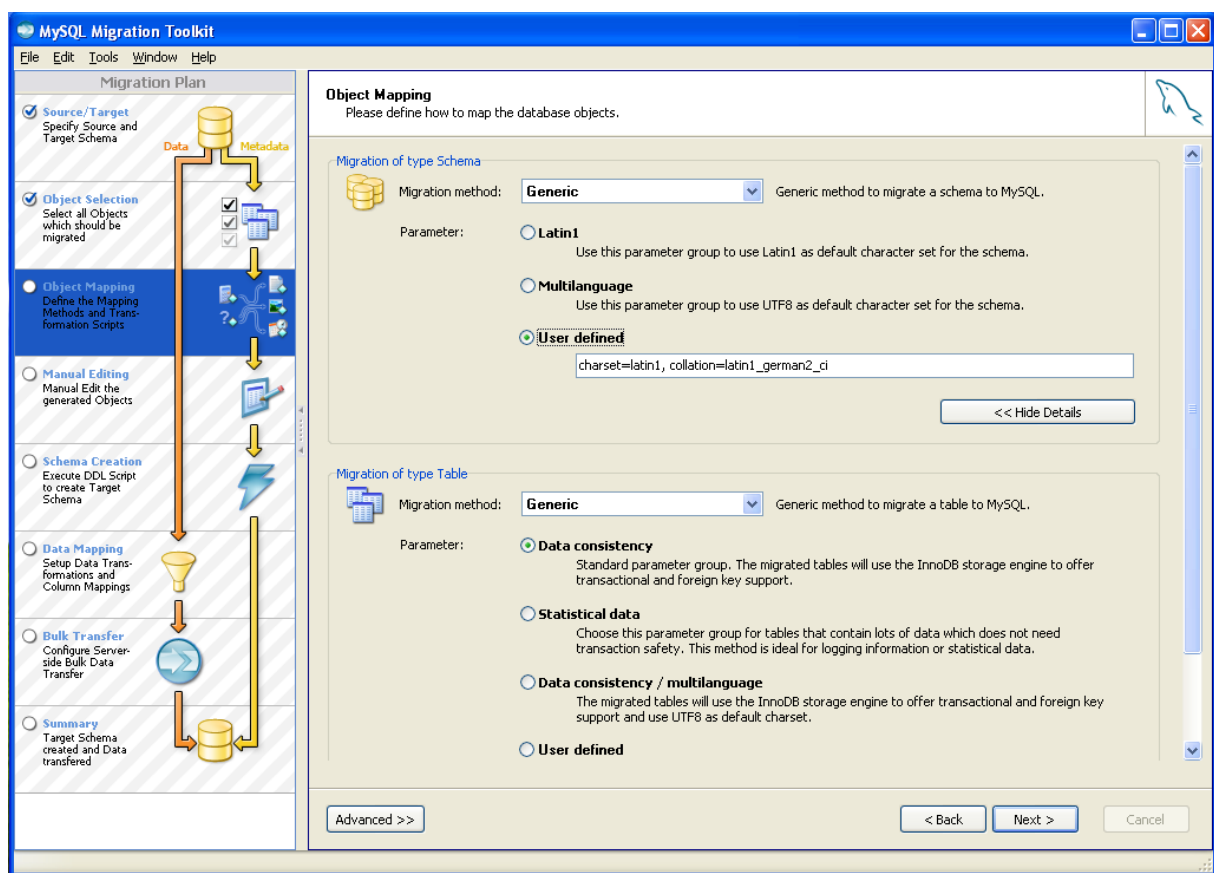 MySQL Migration Toolkit
File Edit Tools Window Help
Migration Plan
Source/Target
Specify Source and
Target Schema
Data
Metadata
Object Selection
Select all Objects
which should be
migrated
Object Mapping
Define the Mapping
Methods and Trans-
formation Scripts
Manual Editing
Manual Edit the
generated Objects
Schema Creation
Execute DDL Script
to create Target
Schema
Data Mapping
Setup Data Trans-
formations and
Column Mappings
Bulk Transfer
Configure Server-
side Bulk Data
Transfer
Summary
Target Schema
created and Data
transfered
Object Mapping
Please define how to map the database objects.
Migration of type Schema
Migration method: Generic Generic method to migrate a schema to MySQL.
Parameter: Latin1
Use this parameter group to use Latin1 as default character set for the schema.
Multilanguage
Use this parameter group to use UTF8 as default character set for the schema.
User defined
charset=latin1, collation=latin1_german2_ci
<< Hide Details
Migration of type Table
Migration method: Generic Generic method to migrate a table to MySQL.
Parameter: Data consistency
Standard parameter group. The migrated tables will use the InnoDB storage engine to offer
transactional and foreign key support.
Statistical data
Choose this parameter group for tables that contain lots of data which does not need
transaction safety. This method is ideal for logging information or statistical data.
Data consistency / multilanguage
The migrated tables will use the InnoDB storage engine to offer transactional and foreign key
support and use UTF8 as default charset.
User defined
Advanced >> < Back Next > Cancel